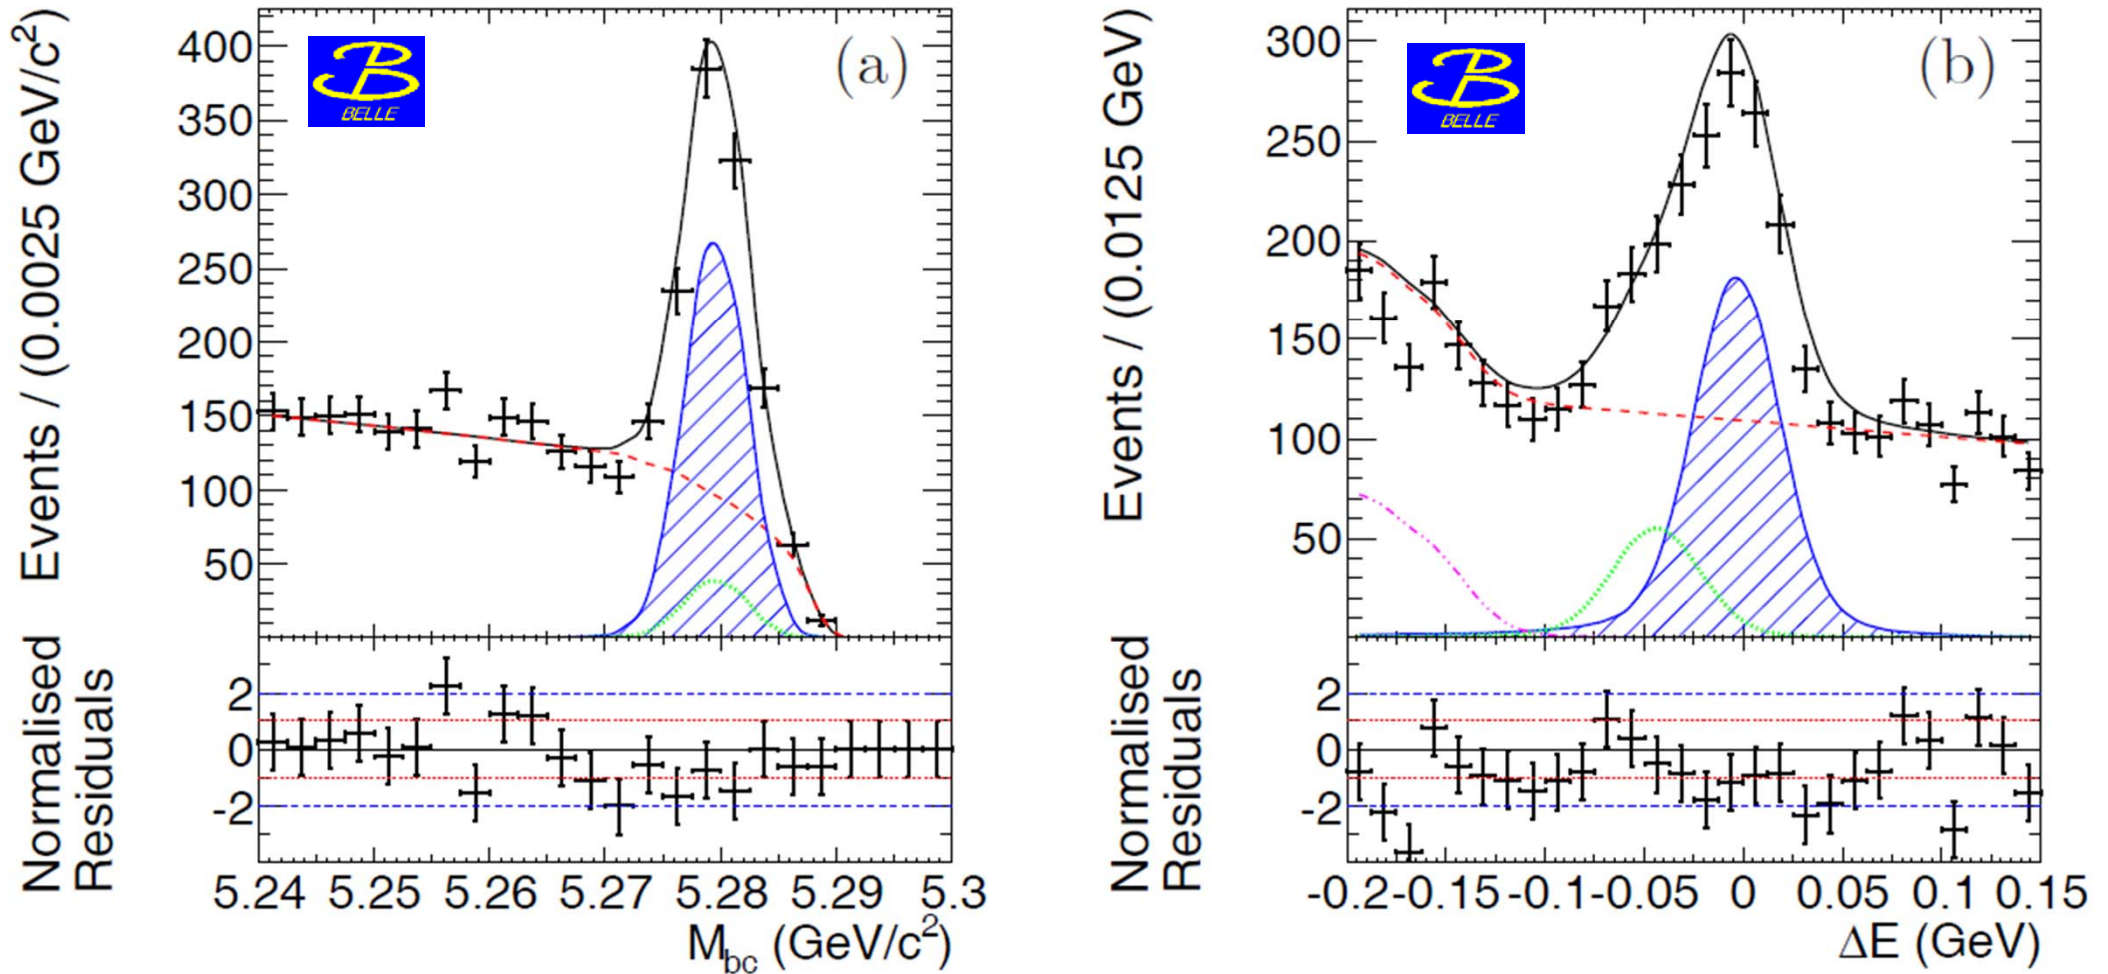 Events / (0.0025 GeV/c²)
400
350
300
250
200
150
100
50
BELLE
(a)
Normalised
Residuals
2
0
-2
5.24 5.25 5.26 5.27 5.28 5.29 5.3
M_bc (GeV/c²)
Events / (0.0125 GeV)
300
250
200
150
100
50
BELLE
(b)
Normalised
Residuals
2
0
-2
-0.2 -0.15 -0.1 -0.05 0 0.05 0.1 0.15
ΔE (GeV)